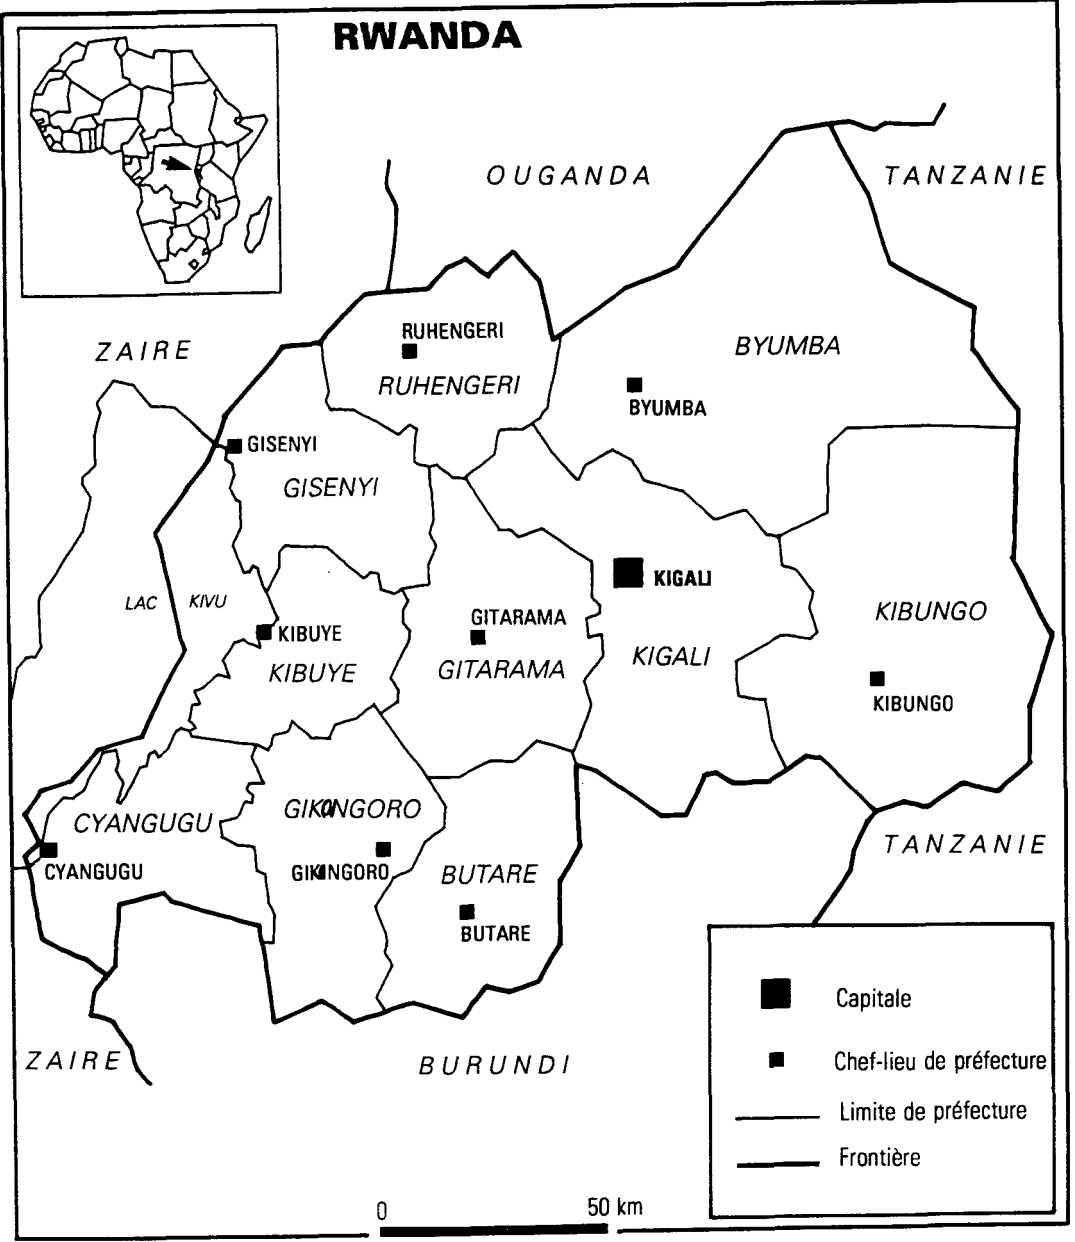 RWANDA
OUGANDA
TANZANIE
ZAIRE
RUHENGERI
RUHENGERI
BYUMBA
BYUMBA
GISENYI
GISENYI
LAC KIVU
KIBUYE
KIBUYE
GITARAMA
GITARAMA
KIGALI
KIGALI
KIBUNGO
KIBUNGO
CYANGUGU
CYANGUGU
GIKONGORO
GIKONGORO
BUTARE
BUTARE
TANZANIE
ZAIRE
BURUNDI
Capitale
Chef-lieu de préfecture
Limite de préfecture
Frontière
0 50 km